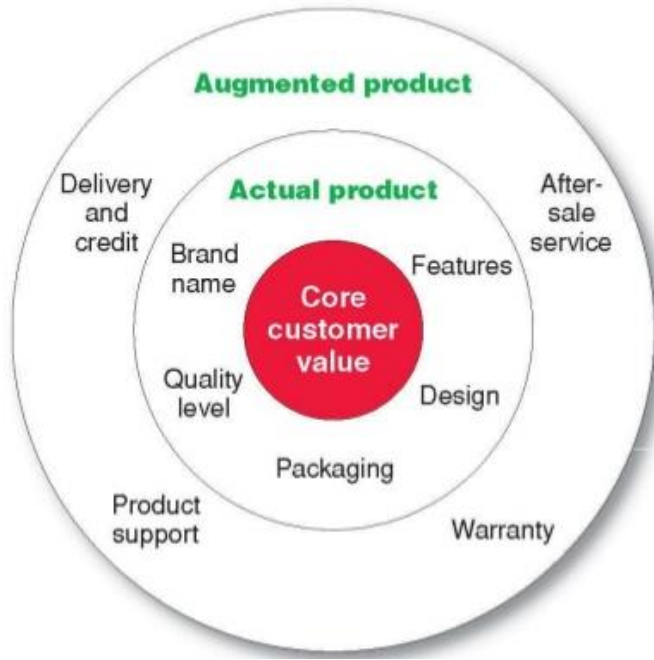 Augmented product
Delivery
and
credit
Actual product
After-
sale
service
Brand
name
Features
Core
customer
value
Quality
level
Design
Packaging
Product
support
Warranty